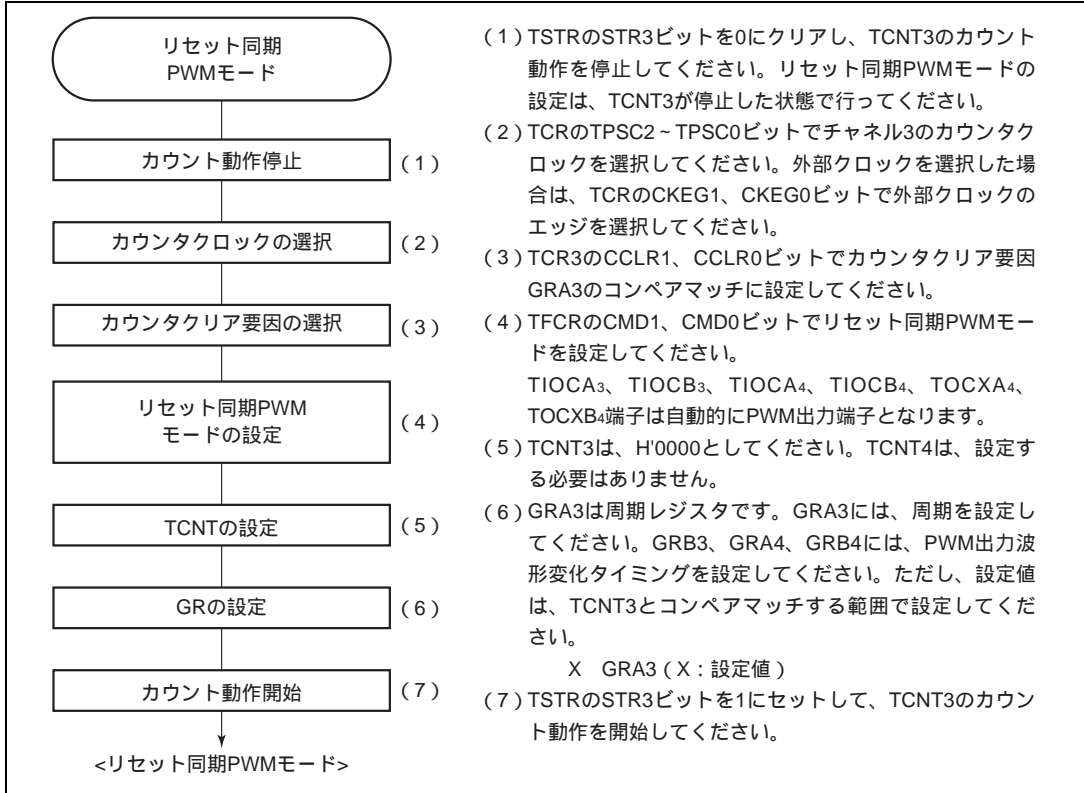 リセット同期
PWMモード
カウント動作停止
(1)
カウンタクロックの選択
(2)
カウンタクリア要因の選択
(3)
リセット同期PWM
モードの設定
(4)
TCNTの設定
(5)
GRの設定
(6)
カウント動作開始
(7)
<リセット同期PWMモード>
(1)TSTRのSTR3ビットを0にクリアし、TCNT3のカウント
動作を停止してください。リセット同期PWMモードの
設定は、TCNT3が停止した状態で行ってください。
(2)TCRのTPSC2~TPSC0ビットでチャネル3のカウンタク
ロックを選択してください。外部クロックを選択した場
合は、TCRのCKEG1、CKEG0ビットで外部クロックの
エッジを選択してください。
(3)TCR3のCCLR1、CCLR0ビットでカウンタクリア要因
GRA3のコンペアマッチに設定してください。
(4)TFCRのCMD1、CMD0ビットでリセット同期PWMモー
ドを設定してください。
TIOCA3、TIOCB3、TIOCA4、TIOCB4、TOCXA4、
TOCXB4端子は自動的にPWM出力端子となります。
(5)TCNT3は、H'0000としてください。TCNT4は、設定す
る必要はありません。
(6)GRA3は周期レジスタです。GRA3には、周期を設定し
てください。GRB3、GRA4、GRB4には、PWM出力波
形変化タイミングを設定してください。ただし、設定値
は、TCNT3とコンペアマッチする範囲で設定してくだ
さい。
X GRA3(X:設定値)
(7)TSTRのSTR3ビットを1にセットして、TCNT3のカウン
ト動作を開始してください。